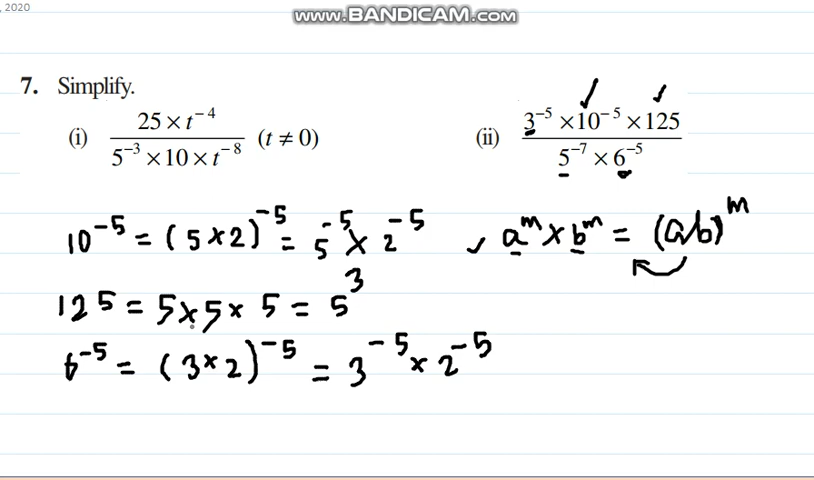 , 2020
www.BANDICAM.com
7. Simplify.
(i) \frac{25 × t⁻⁴}{5⁻³ × 10 × t⁻⁸} (t ≠ 0)
(ii) \frac{3⁻⁵ × 10⁻⁵ × 125}{5⁻⁷ × 6⁻⁵}
10⁻⁵ = (5 × 2)⁻⁵ = 5⁻⁵ × 2⁻⁵
aᵐ × bᵐ = (ab)ᵐ
125 = 5 × 5 × 5 = 5³
6⁻⁵ = (3 × 2)⁻⁵ = 3⁻⁵ × 2⁻⁵